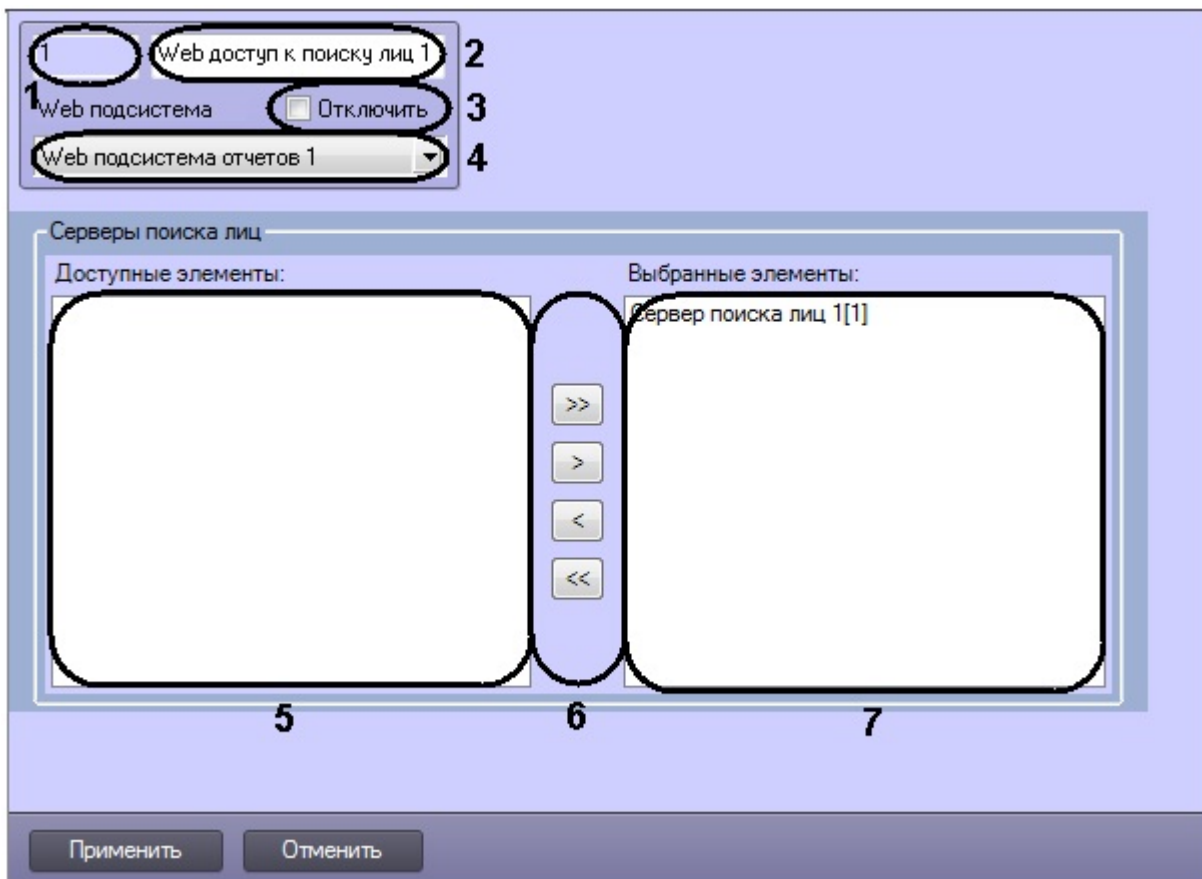 1
Web доступ к поиску лиц 1
2
1
Web подсистема
Отключить
3
Web подсистема отчетов 1
4
Серверы поиска лиц
Доступные элементы:
Выбранные элементы:
Сервер поиска лиц 1[1]
>>
>
<
<<
5
6
7
Применить
Отменить